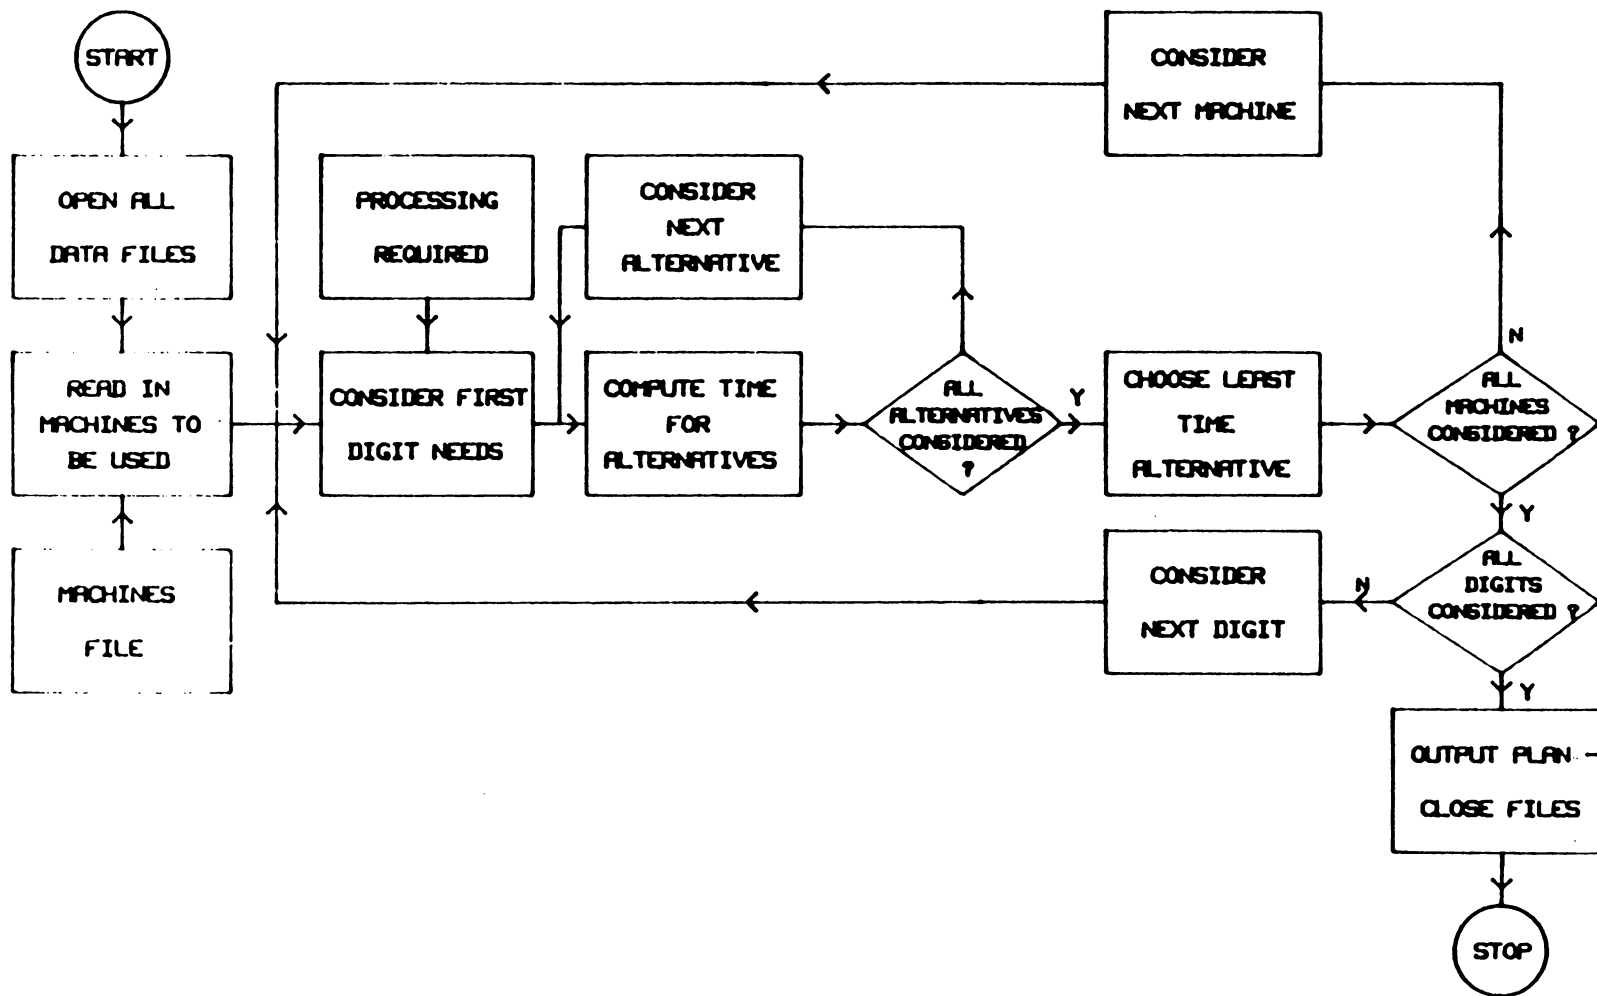 START
OPEN ALL
DATA FILES
READ IN
MACHINES TO
BE USED
MACHINES
FILE
PROCESSING
REQUIRED
CONSIDER FIRST
DIGIT NEEDS
CONSIDER
NEXT
ALTERNATIVE
COMPUTE TIME
FOR
ALTERNATIVES
ALL
ALTERNATIVES
CONSIDERED
?
Y
CHOOSE LEAST
TIME
ALTERNATIVE
CONSIDER
NEXT MACHINE
N
ALL
MACHINES
CONSIDERED ?
Y
ALL
DIGITS
CONSIDERED ?
N
CONSIDER
NEXT DIGIT
Y
OUTPUT PLAN -
CLOSE FILES
STOP